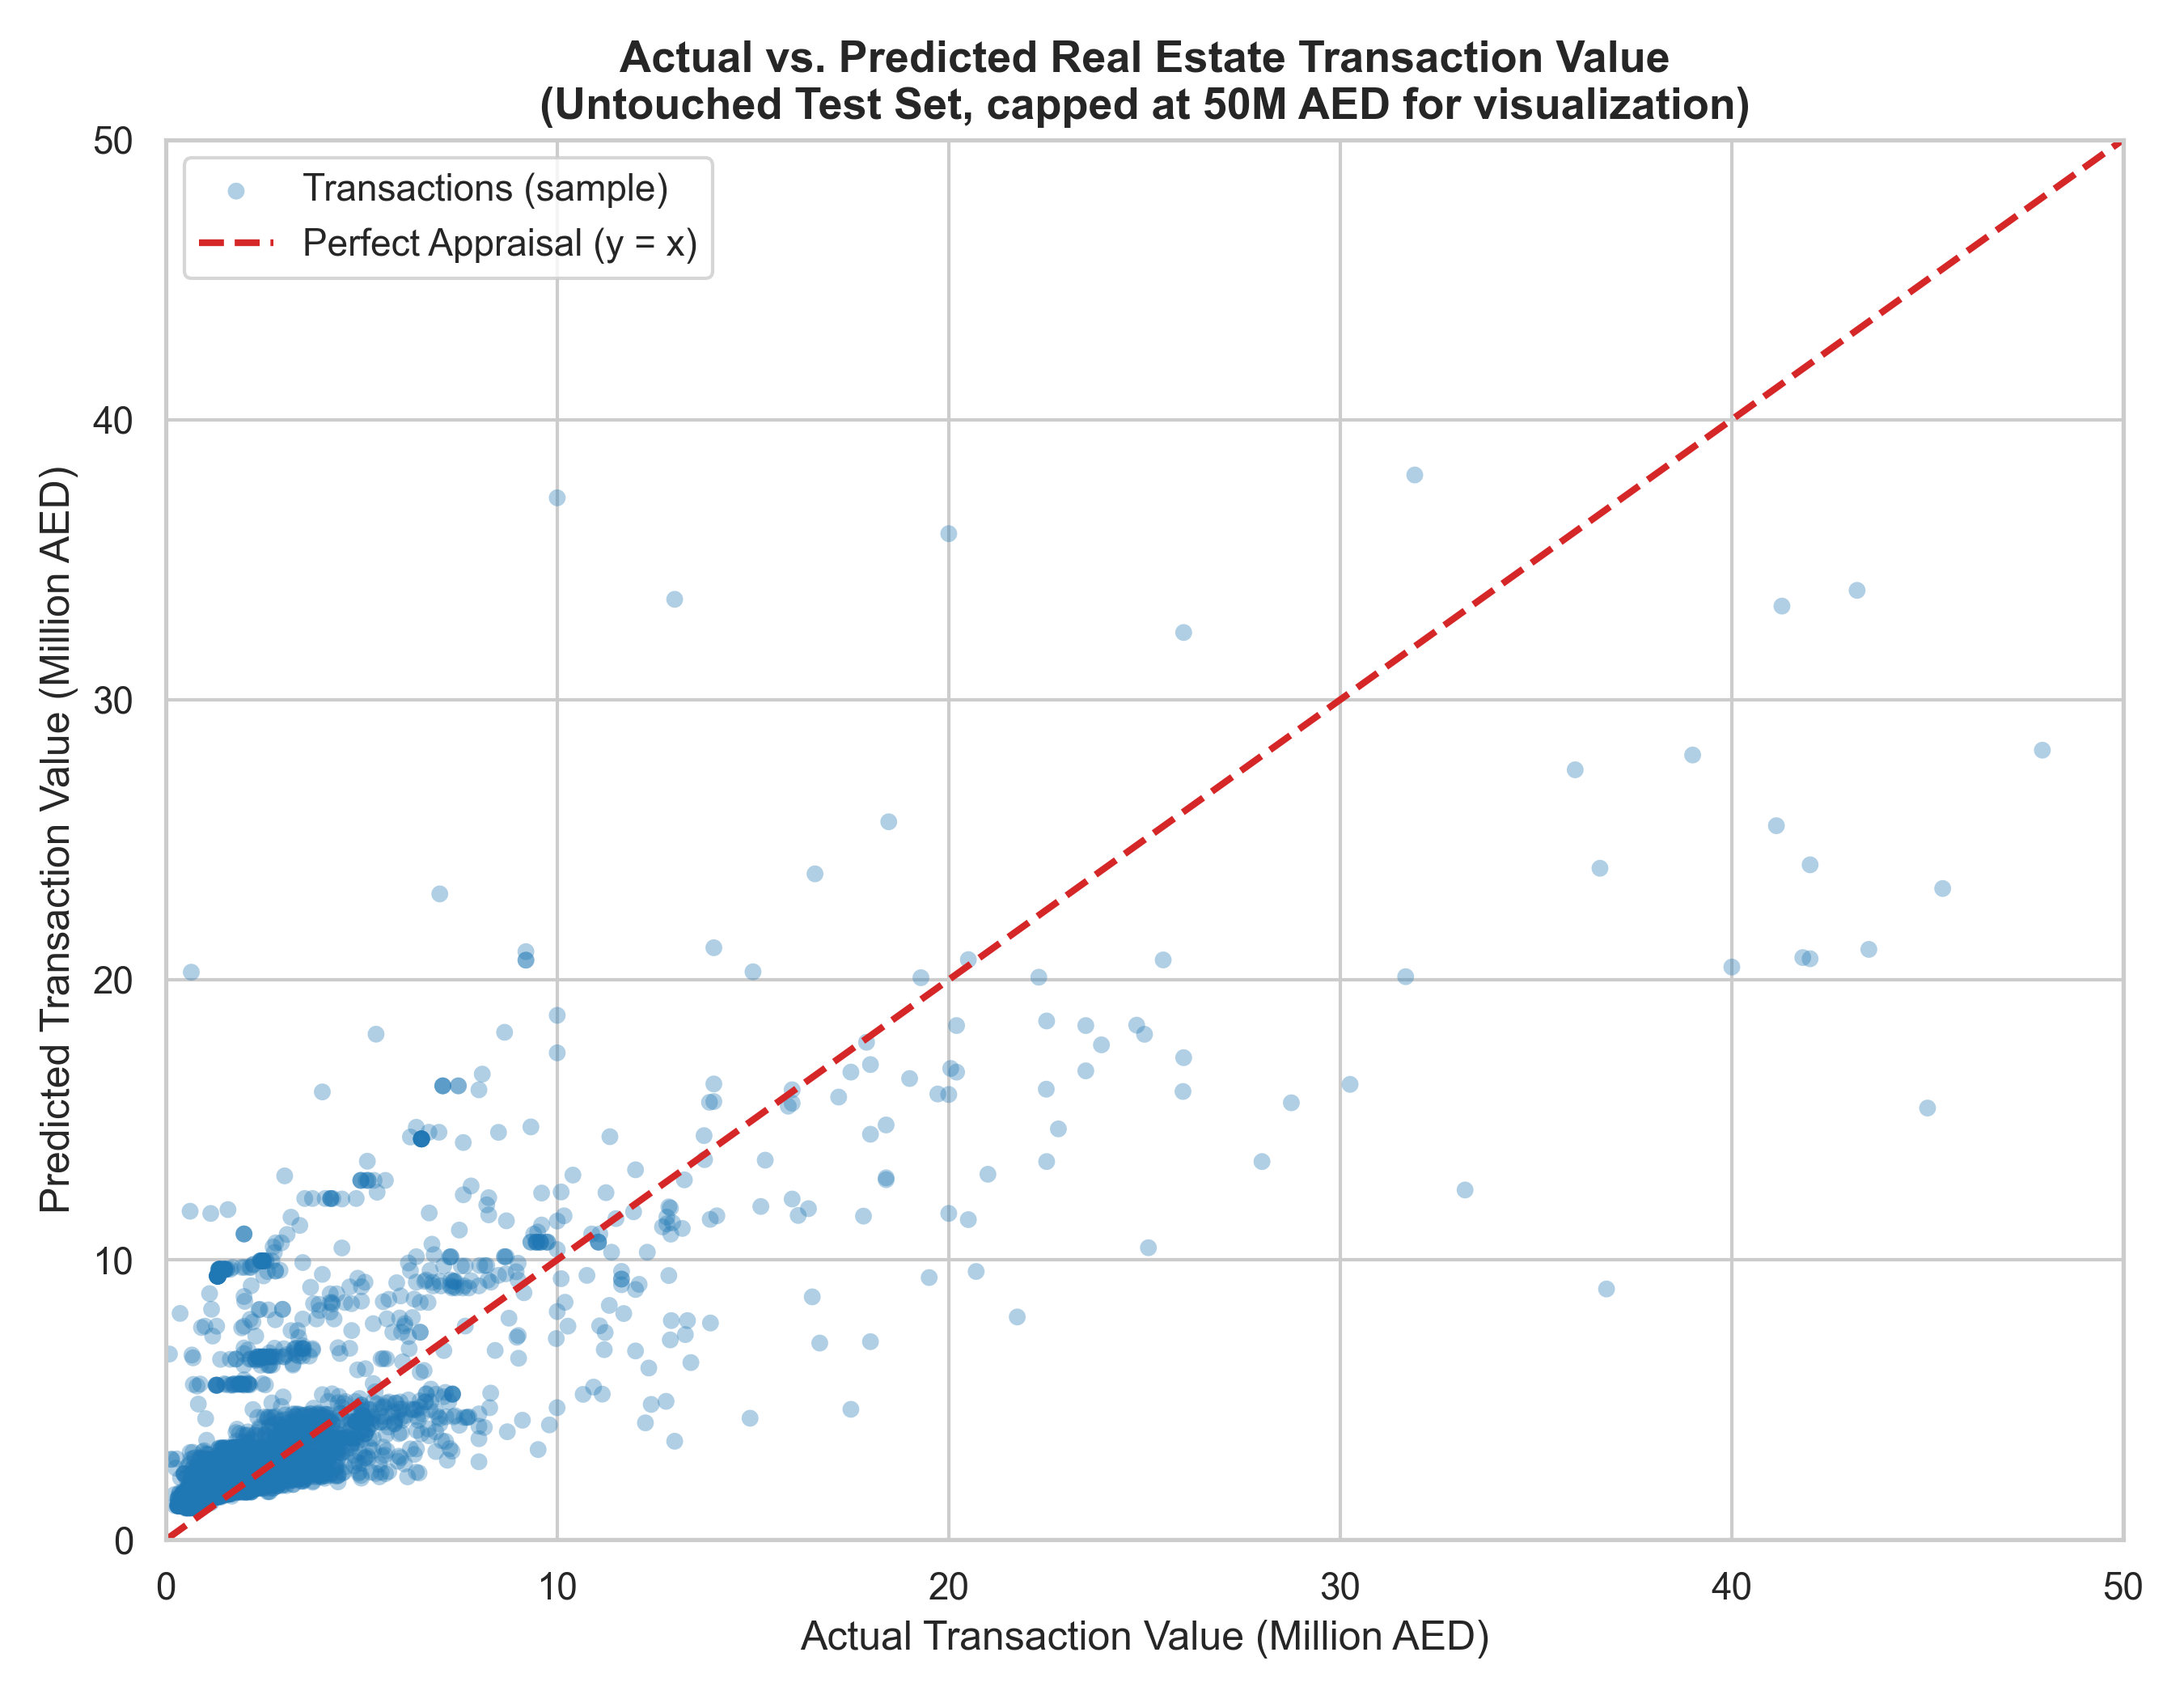 Actual vs. Predicted Real Estate Transaction Value
(Untouched Test Set, capped at 50M AED for visualization)
Transactions (sample)
Perfect Appraisal (y = x)
Predicted Transaction Value (Million AED)
50
40
30
20
10
0
0 10 20 30 40 50
Actual Transaction Value (Million AED)